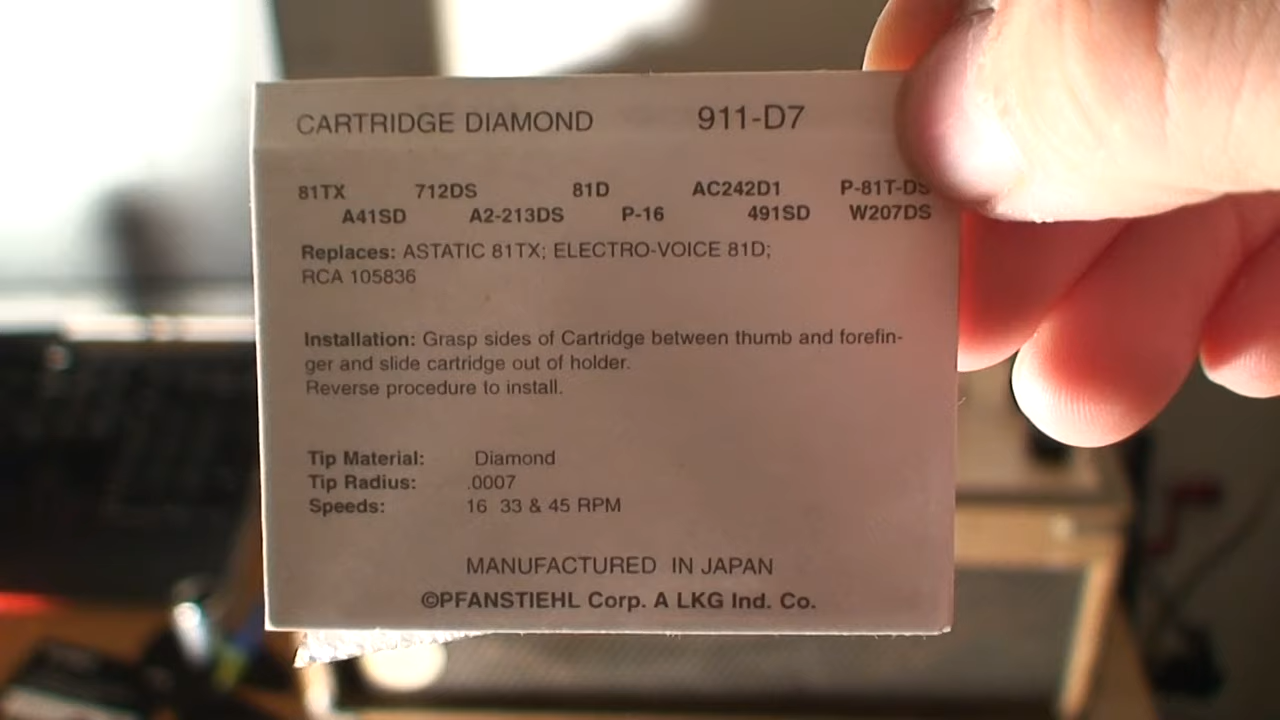 CARTRIDGE DIAMOND 911-D7
81TX 712DS 81D AC242D1 P-81T-DS
A41SD A2-213DS P-16 491SD W207DS
Replaces: ASTATIC 81TX; ELECTRO-VOICE 81D;
RCA 105836
Installation: Grasp sides of Cartridge between thumb and forefin-
ger and slide cartridge out of holder.
Reverse procedure to install.
Tip Material: Diamond
Tip Radius: .0007
Speeds: 16 33 & 45 RPM
MANUFACTURED IN JAPAN
©PFANSTIEHL Corp. A LKG Ind. Co.